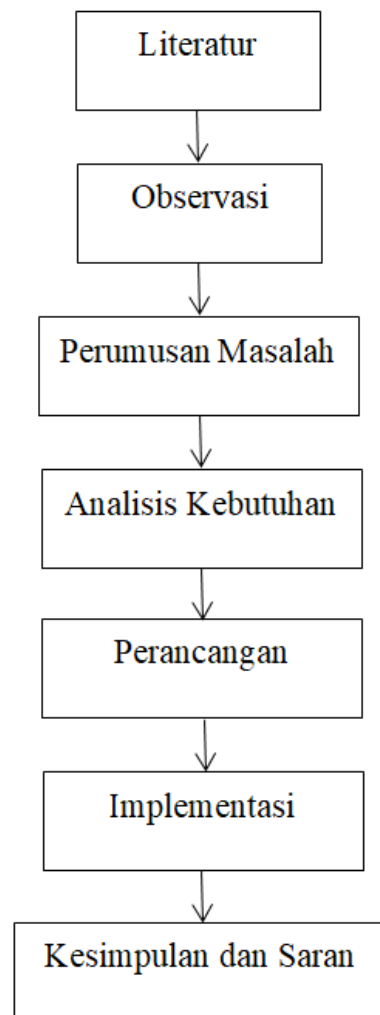 Literatur
Observasi
Perumusan Masalah
Analisis Kebutuhan
Perancangan
Implementasi
Kesimpulan dan Saran